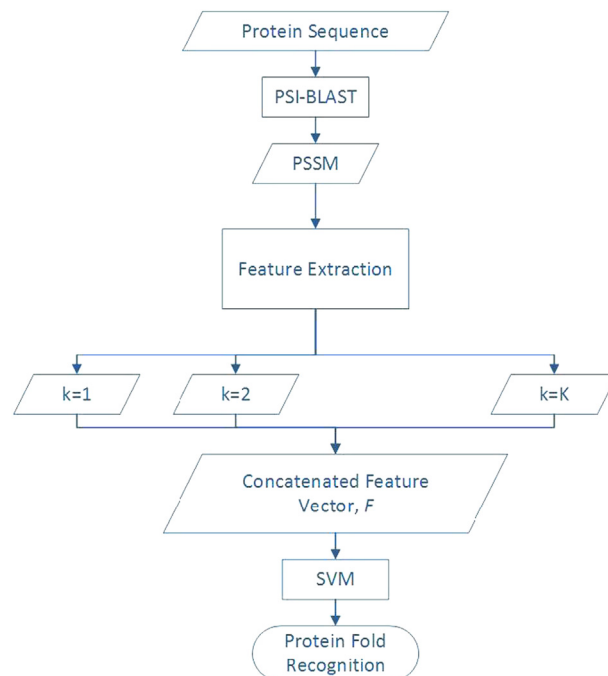 Protein Sequence
PSI-BLAST
PSSM
Feature Extraction
k=1
k=2
k=K
Concatenated Feature
Vector, F
SVM
Protein Fold
Recognition